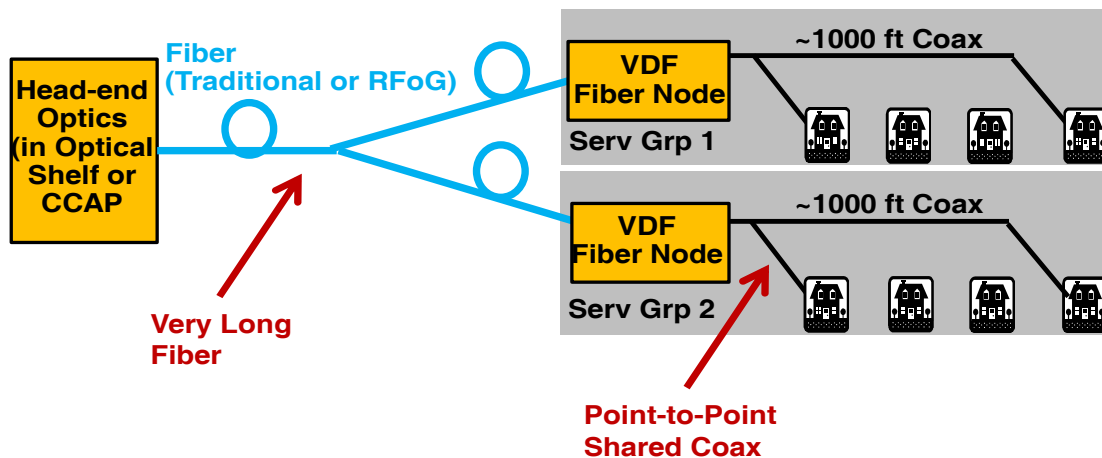 Head-end
Optics
(in Optical
Shelf or
CCAP
Fiber
(Traditional or RFoG)
Very Long
Fiber
VDF
Fiber Node
Serv Grp 1
~1000 ft Coax
VDF
Fiber Node
Serv Grp 2
~1000 ft Coax
Point-to-Point
Shared Coax